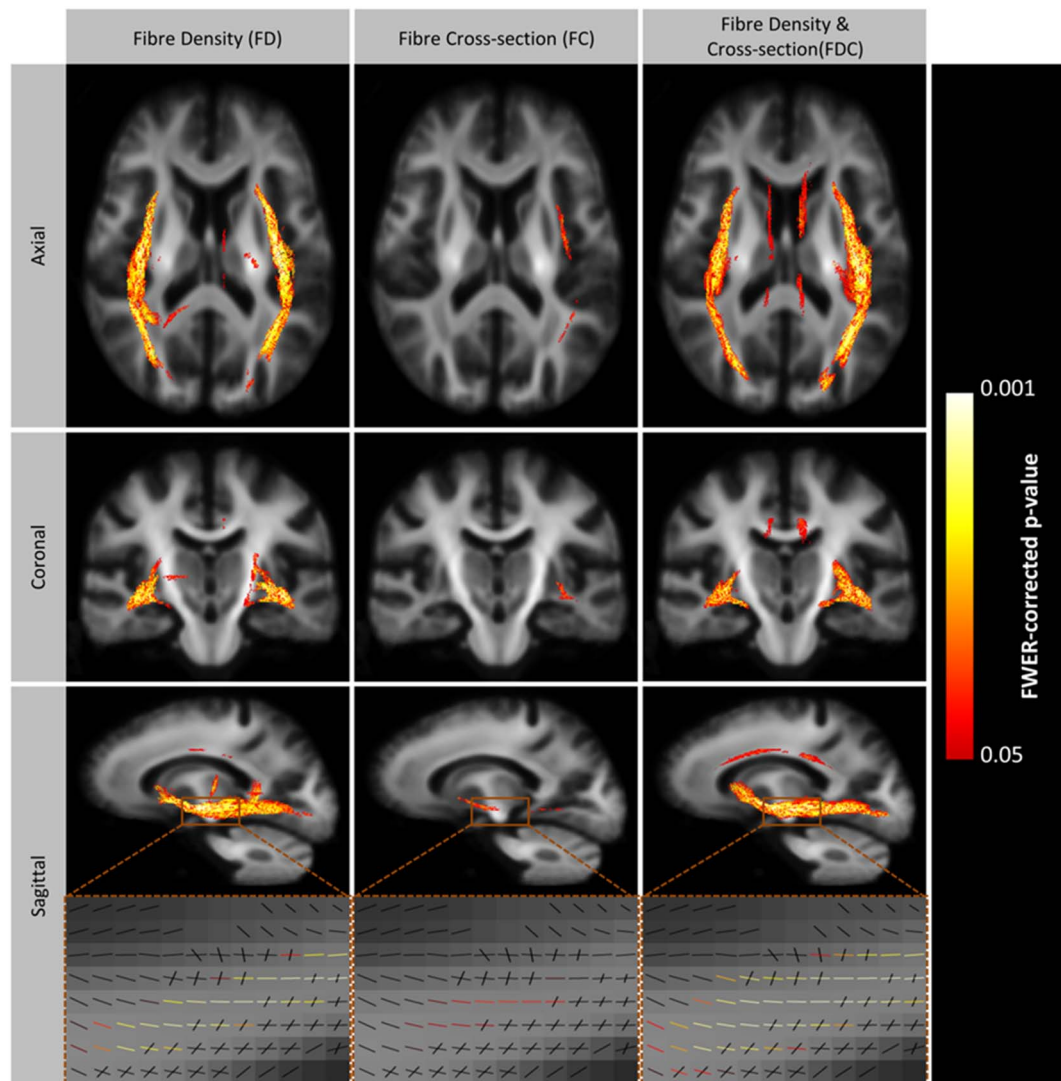 Fibre Density (FD)
Fibre Cross-section (FC)
Fibre Density &
Cross-section(FDC)
Axial
Coronal
Sagittal
0.001
FWER-corrected p-value
0.05